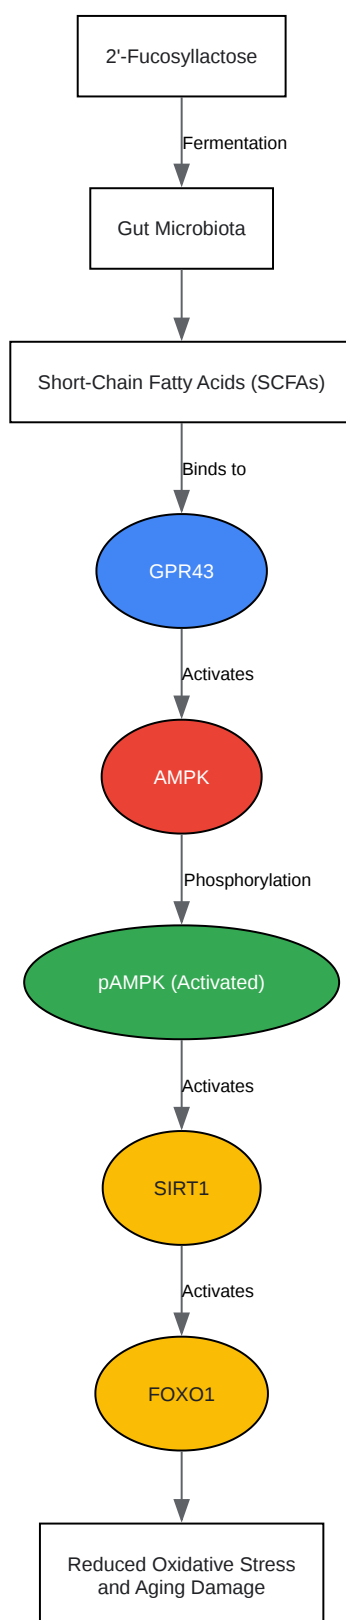 2'-Fucosyllactose
Fermentation
Gut Microbiota
Short-Chain Fatty Acids (SCFAs)
Binds to
GPR43
Activates
AMPK
Phosphorylation
pAMPK (Activated)
Activates
SIRT1
Activates
FOXO1
Reduced Oxidative Stress
and Aging Damage